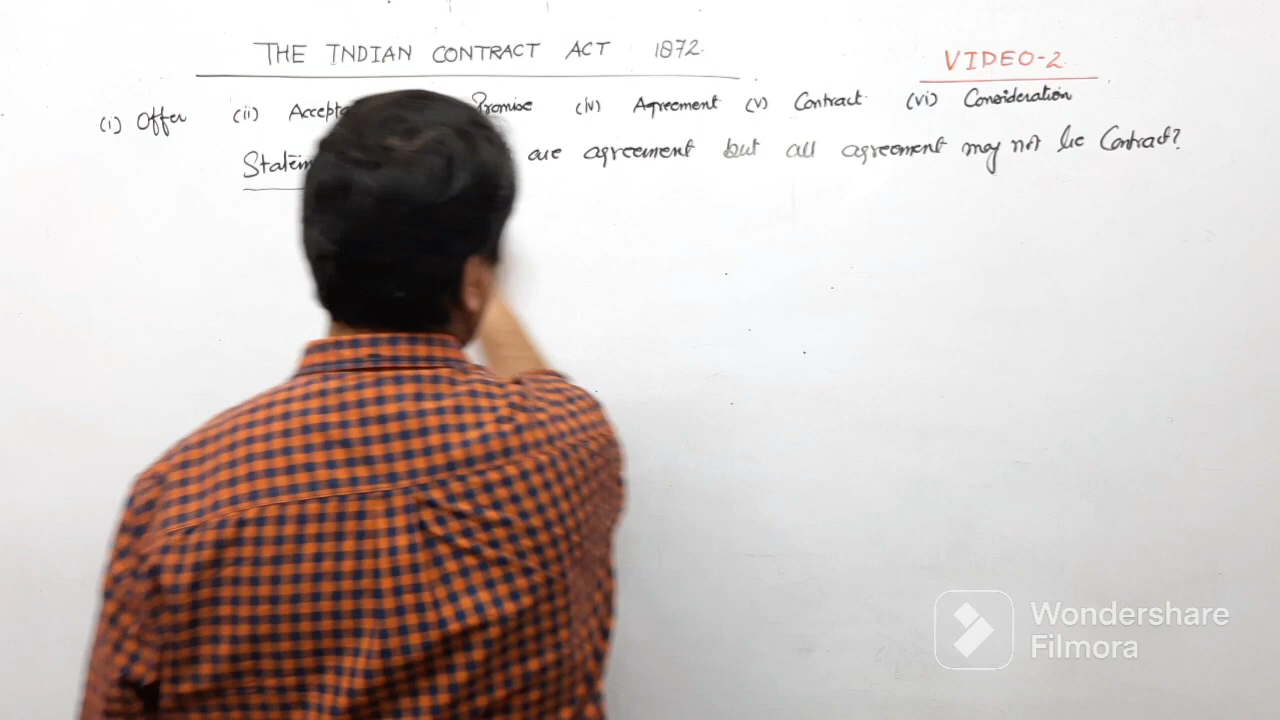 THE INDIAN CONTRACT ACT 1872.
VIDEO-2
(i) Offer (ii) Accepta Promise (iv) Agreement (v) Contract (vi) Consideration
Statem are agreement but all agreement may not be Contract?
Wondershare
Filmora